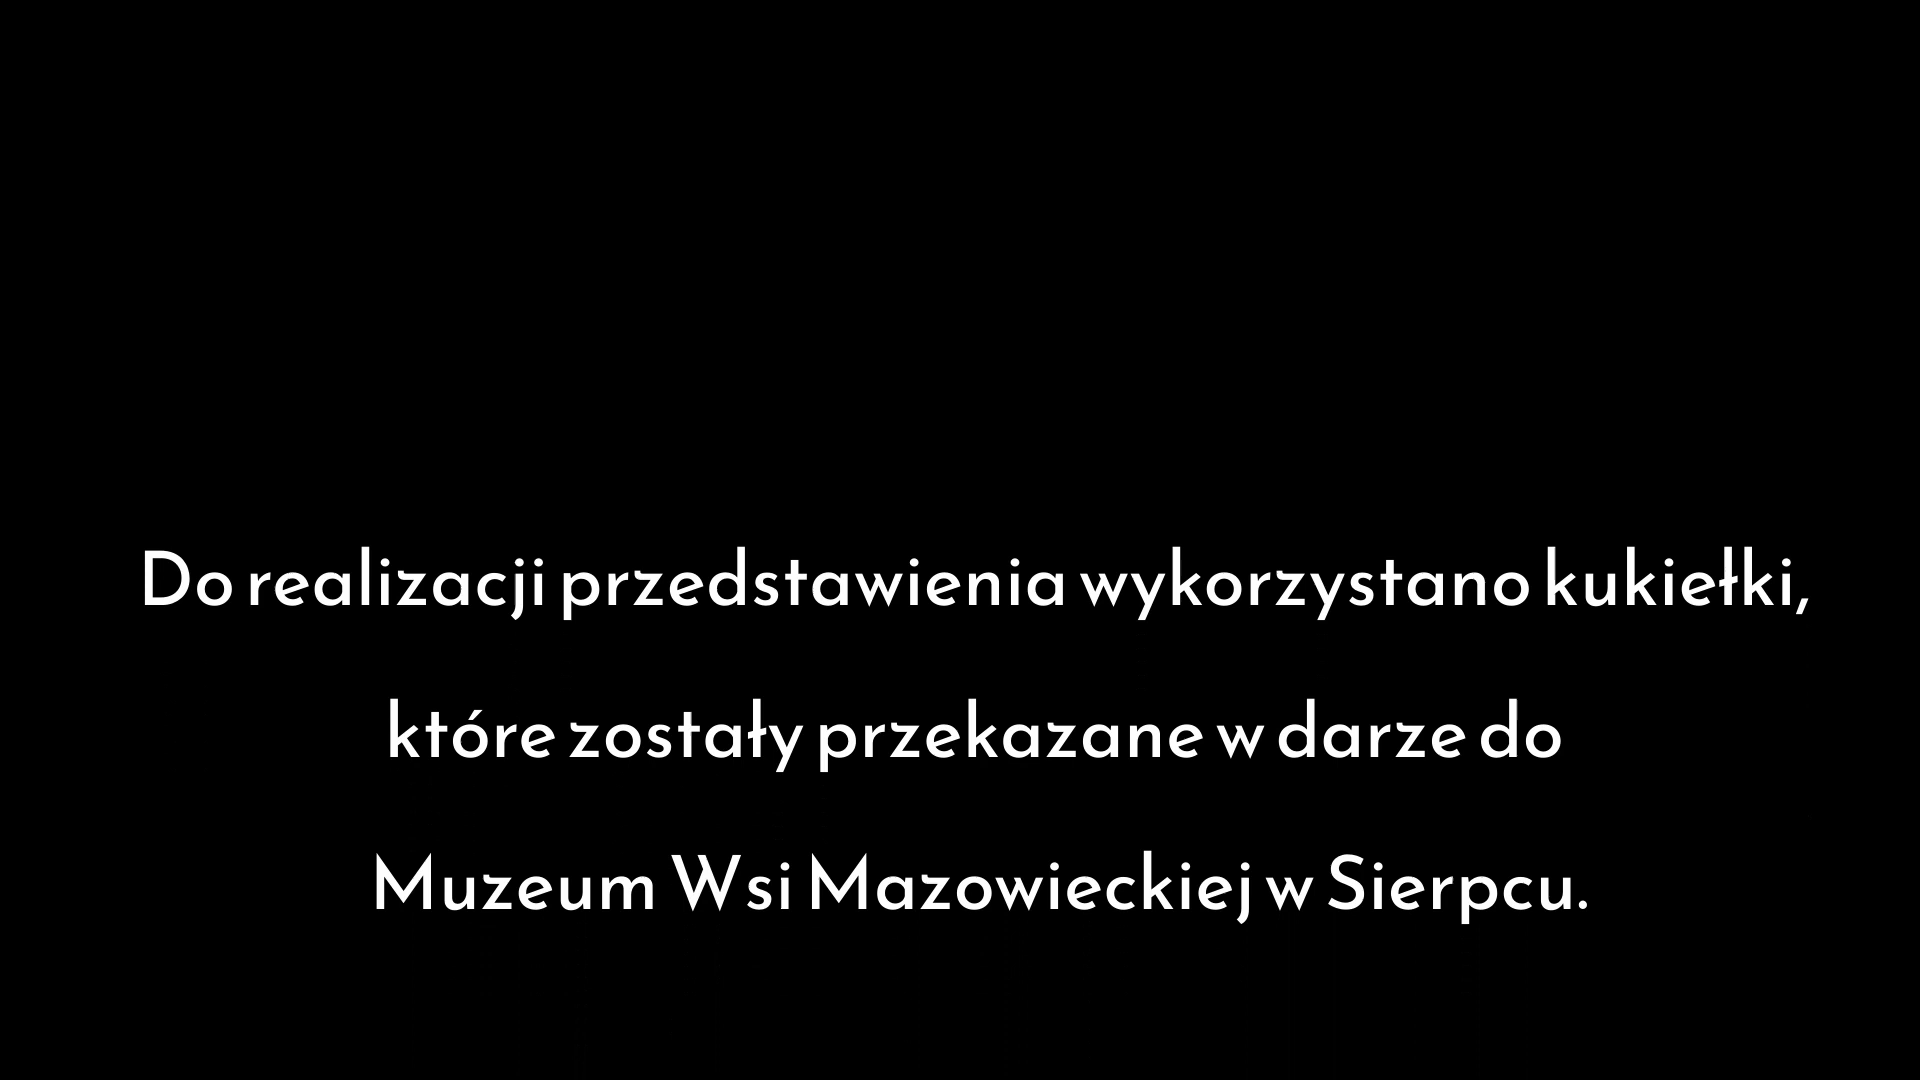 Do realizacji przedstawienia wykorzystano kukiełki,
które zostały przekazane w darze do
Muzeum Wsi Mazowieckiej w Sierpcu.